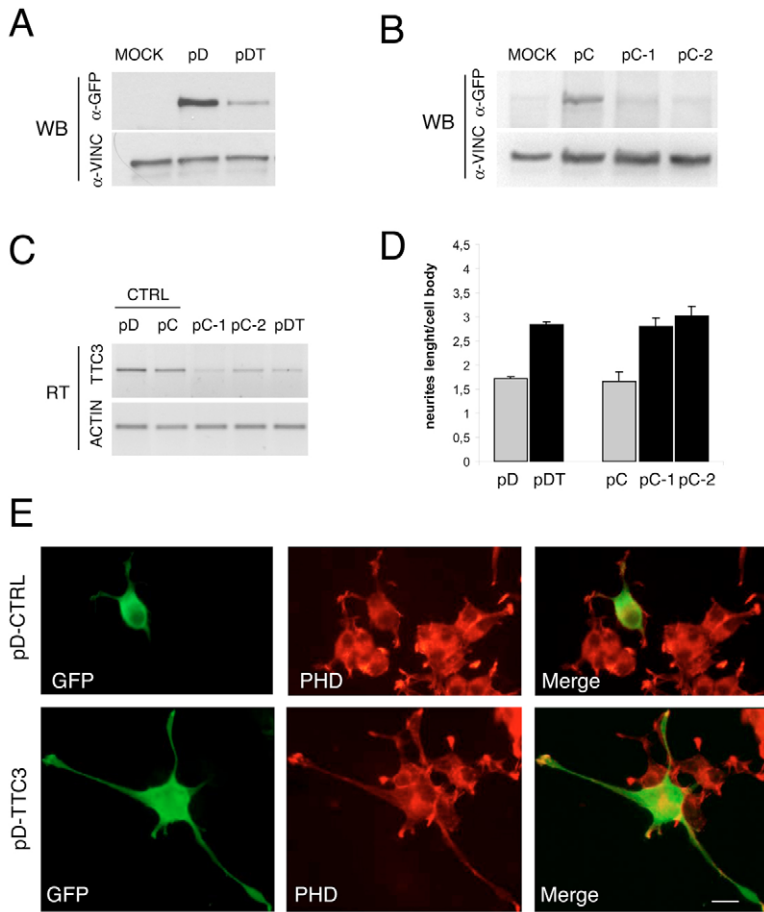 A
MOCK pD pDT
WB
α-GFP
α-VINC
B
MOCK pC pC-1 pC-2
WB
α-GFP
α-VINC
C
CTRL
pD pC pC-1 pC-2 pDT
RT
TTC3
ACTIN
D
neurites lenght/cell body
4,5
4
3,5
3
2,5
2
1,5
1
0,5
0
pD pDT pC pC-1 pC-2
E
pD-CTRL
GFP PHD Merge
pD-TTC3
GFP PHD Merge